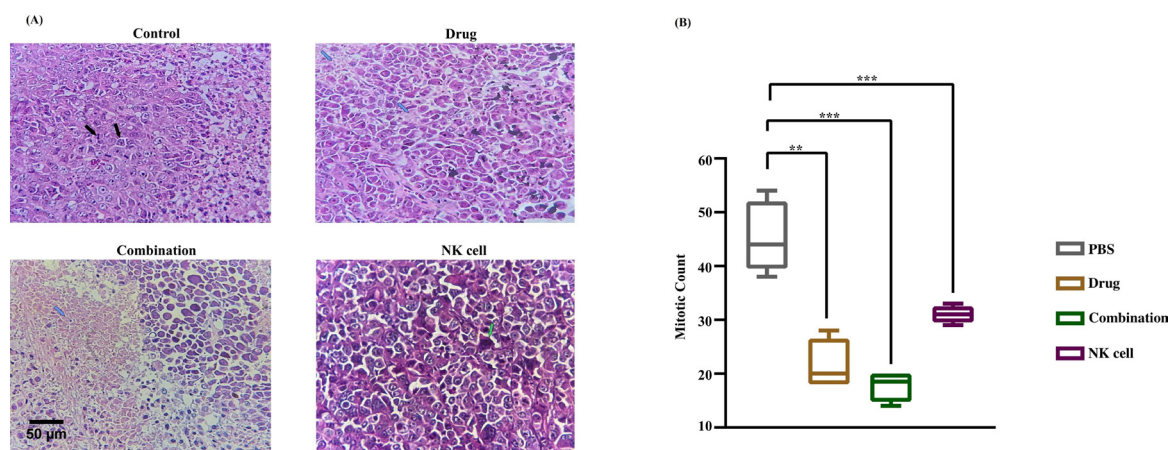 (A)
Control
Drug
Combination
NK cell
50 µm
(B)
***
***
**
Mitotic Count
60
50
40
30
20
10
PBS
Drug
Combination
NK cell